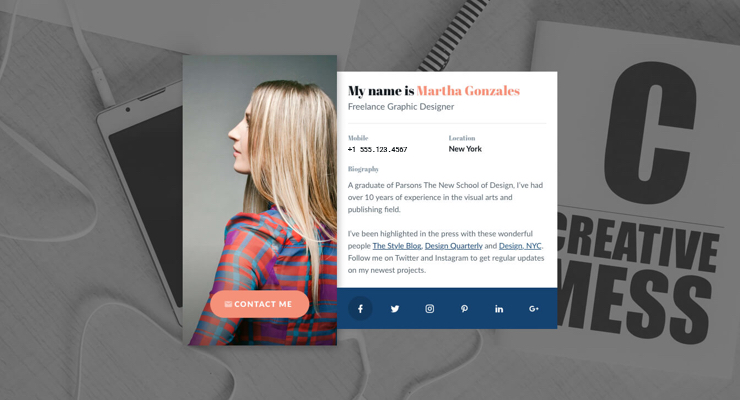 My name is Martha Gonzales
Freelance Graphic Designer
Mobile
Location
+1 555.123.4567
New York
Biography
A graduate of Parsons The New School of Design, I've had
over 10 years of experience in the visual arts and
publishing field.
I've been highlighted in the press with these wonderful
people The Style Blog, Design Quarterly and Design, NYC.
Follow me on Twitter and Instagram to get regular updates
on my newest projects.
CONTACT ME
f
in
G+
C
CREATIVE
MESS